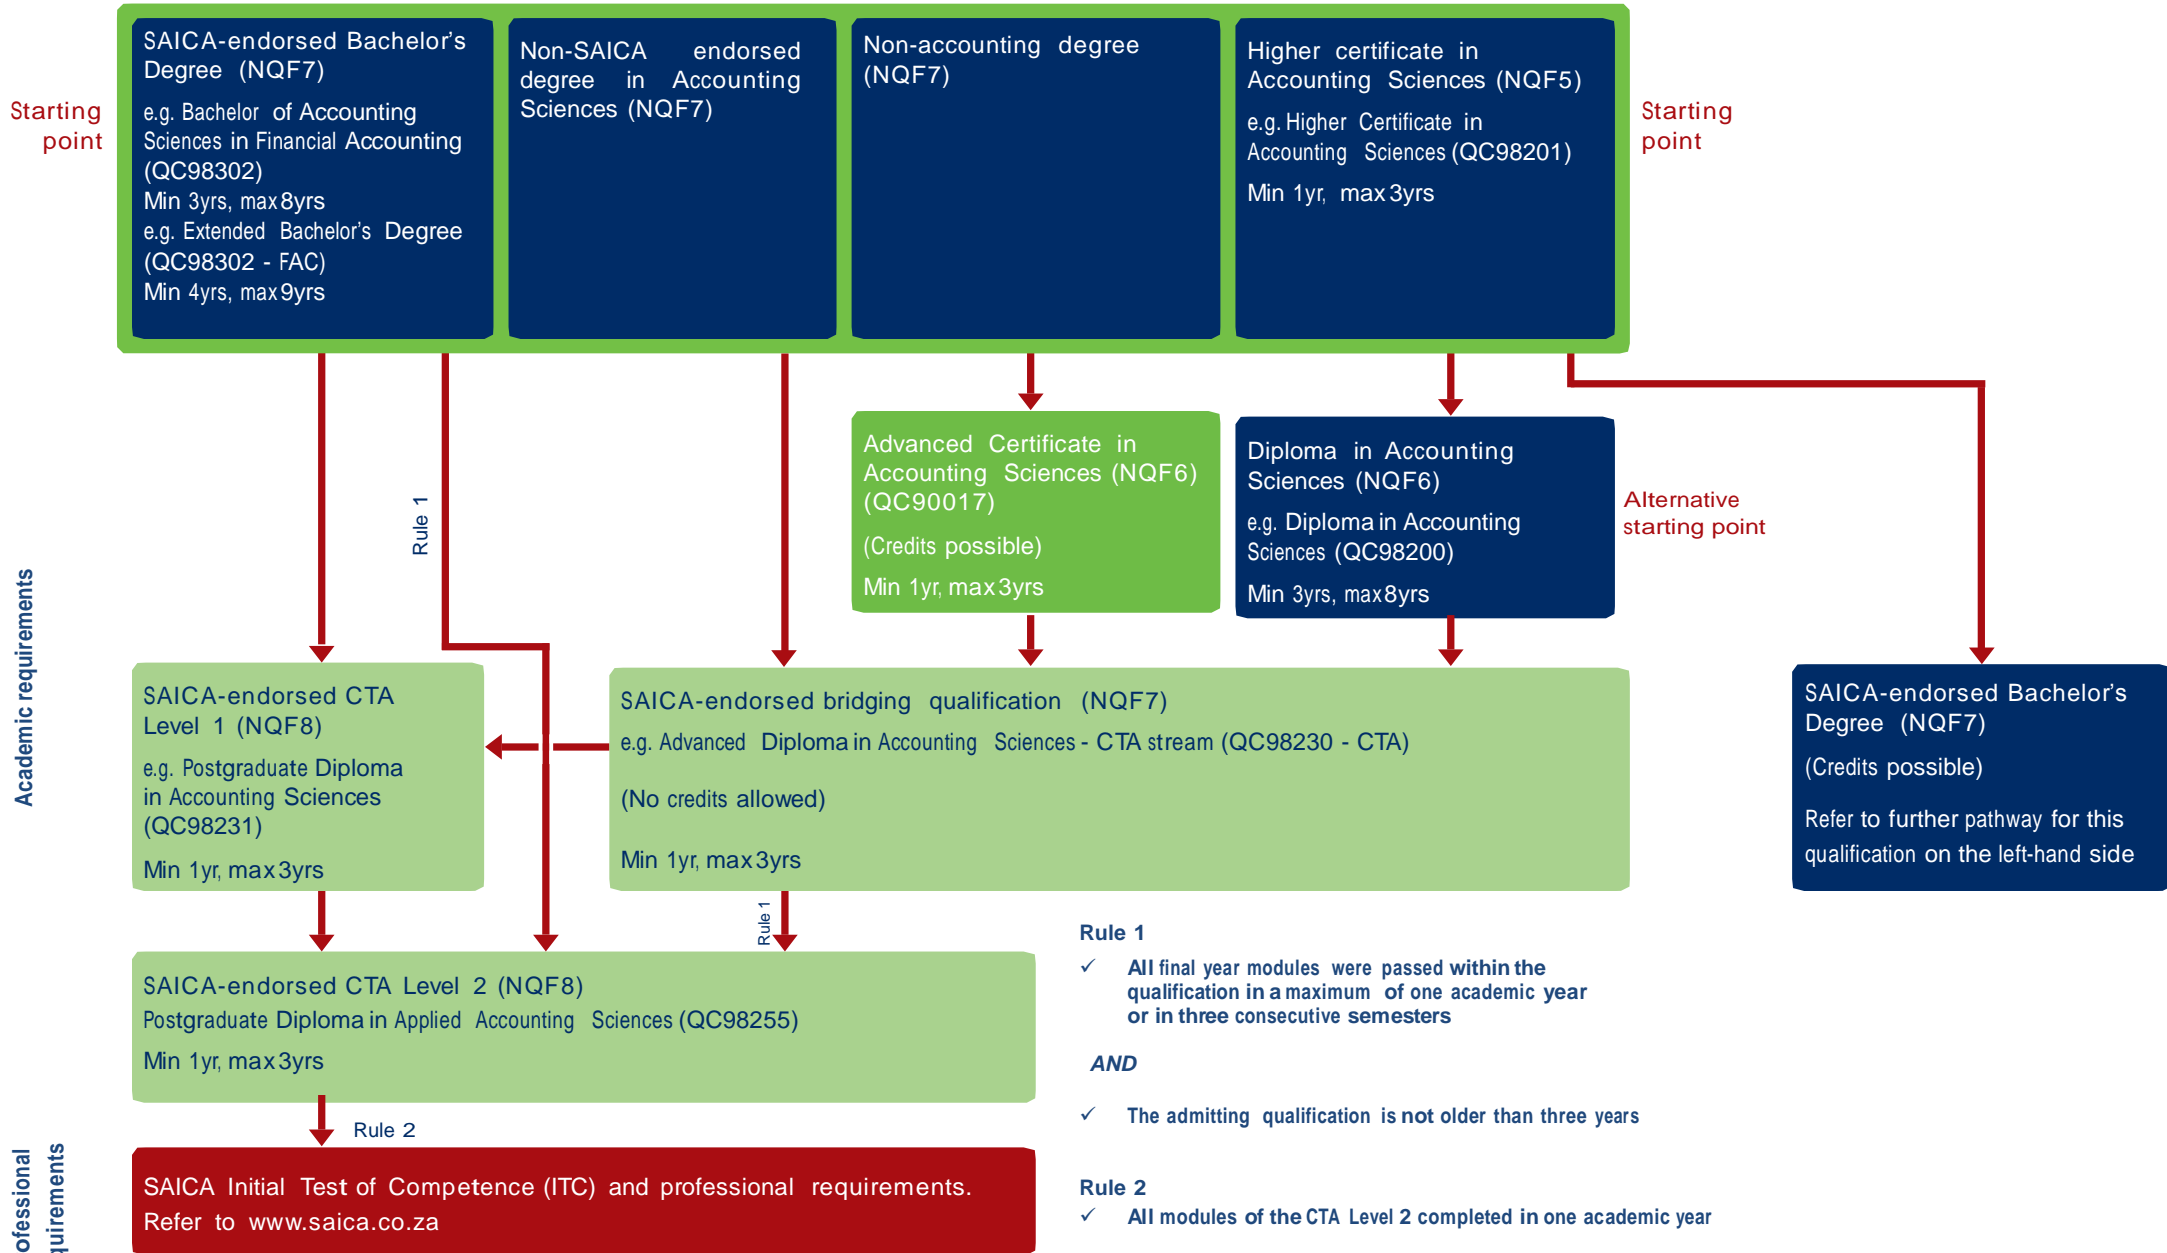 Starting
point
SAICA-endorsed Bachelor's
Degree (NQF7)
e.g. Bachelor of Accounting
Sciences in Financial Accounting
(QC98302)
Min 3yrs, max 8yrs
e.g. Extended Bachelor's Degree
(QC98302 - FAC)
Min 4yrs, max 9yrs
Non-SAICA endorsed
degree in Accounting
Sciences (NQF7)
Non-accounting degree
(NQF7)
Higher certificate in
Accounting Sciences (NQF5)
e.g. Higher Certificate in
Accounting Sciences (QC98201)
Min 1yr, max 3yrs
Starting
point
Rule 1
Advanced Certificate in
Accounting Sciences (NQF6)
(QC90017)
(Credits possible)
Min 1yr, max 3yrs
Diploma in Accounting
Sciences (NQF6)
e.g. Diploma in Accounting
Sciences (QC98200)
Min 3yrs, max 8yrs
Alternative
starting point
Academic requirements
SAICA-endorsed CTA
Level 1 (NQF8)
e.g. Postgraduate Diploma
in Accounting Sciences
(QC98231)
Min 1yr, max 3yrs
SAICA-endorsed bridging qualification (NQF7)
e.g. Advanced Diploma in Accounting Sciences - CTA stream (QC98230 - CTA)
(No credits allowed)
Min 1yr, max 3yrs
SAICA-endorsed Bachelor's
Degree (NQF7)
(Credits possible)
Refer to further pathway for this
qualification on the left-hand side
Rule 1
SAICA-endorsed CTA Level 2 (NQF8)
Postgraduate Diploma in Applied Accounting Sciences (QC98255)
Min 1yr, max 3yrs
Rule 1
✓ All final year modules were passed within the
qualification in a maximum of one academic year
or in three consecutive semesters
AND
✓ The admitting qualification is not older than three years
Rule 2
ofessional
quirements
SAICA Initial Test of Competence (ITC) and professional requirements.
Refer to www.saica.co.za
Rule 2
✓ All modules of the CTA Level 2 completed in one academic year